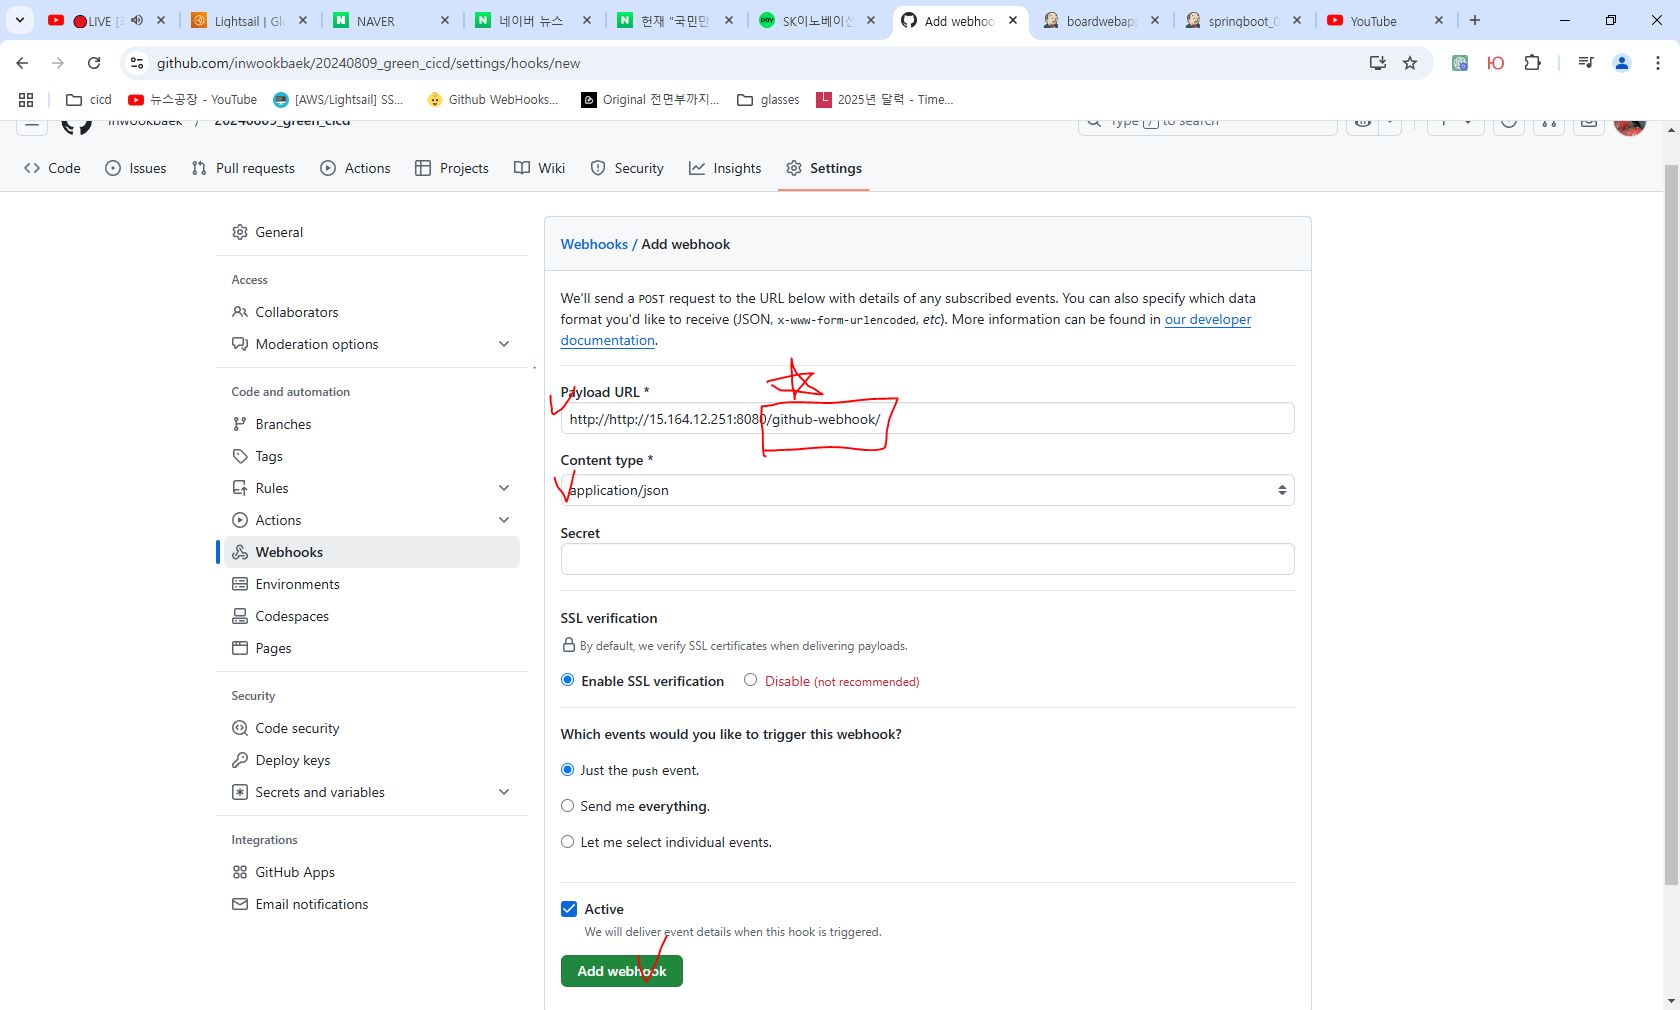 LIVE [
Lightsail | Glo
NAVER
네이버 뉴스
헌재 "국민만
SK이노베이션
Add webhoo
boardwebapp
springboot_0
YouTube
github.com/inwookbaek/20240809_green_cicd/settings/hooks/new
cicd
뉴스공장 - YouTube
[AWS/Lightsail] SS...
Github WebHooks...
Original 전면부까지...
glasses
2025년 달력 - Time...
inwookbaek / 20240809_green_cicd
Type / to search
Code
Issues
Pull requests
Actions
Projects
Wiki
Security
Insights
Settings
General
Access
Collaborators
Moderation options
Code and automation
Branches
Tags
Rules
Actions
Webhooks
Environments
Codespaces
Pages
Security
Code security
Deploy keys
Secrets and variables
Integrations
GitHub Apps
Email notifications
Webhooks / Add webhook
We'll send a POST request to the URL below with details of any subscribed events. You can also specify which data
format you'd like to receive (JSON, x-www-form-urlencoded, etc). More information can be found in our developer
documentation.
Payload URL *
http://http://15.164.12.251:8080/github-webhook/
Content type *
application/json
Secret
SSL verification
By default, we verify SSL certificates when delivering payloads.
Enable SSL verification
Disable (not recommended)
Which events would you like to trigger this webhook?
Just the push event.
Send me everything.
Let me select individual events.
Active
We will deliver event details when this hook is triggered.
Add webhook